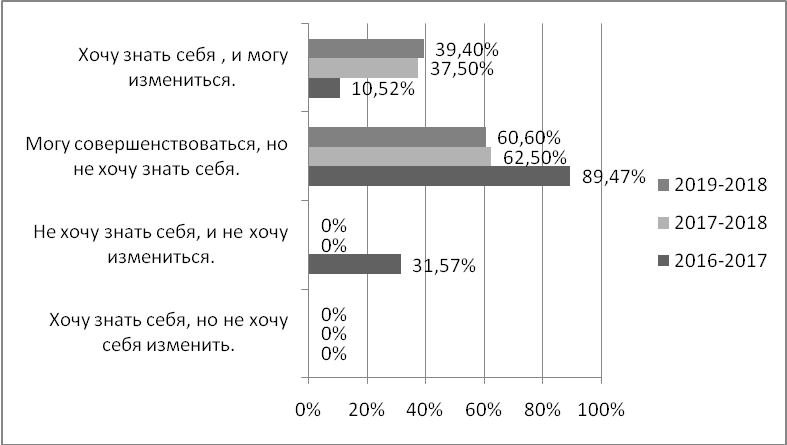 Хочу знать себя , и могу
измениться.
39,40%
37,50%
10,52%
Могу совершенствоваться, но
не хочу знать себя.
60,60%
62,50%
89,47%
Не хочу знать себя, и не хочу
измениться.
0%
0%
31,57%
Хочу знать себя, но не хочу
себя изменить.
0%
0%
0%
0% 20% 40% 60% 80% 100%
2019-2018
2017-2018
2016-2017